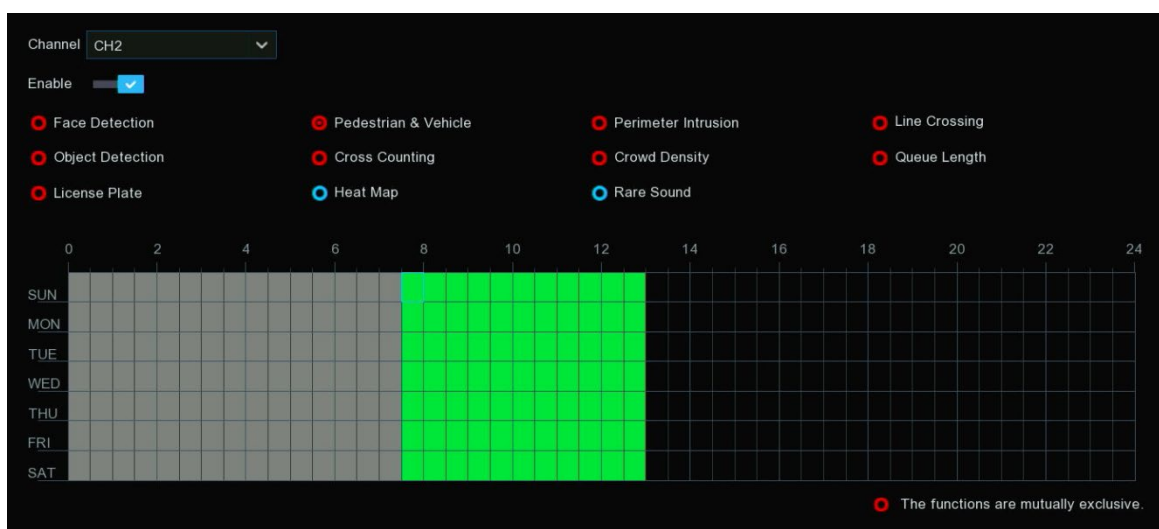 Channel CH2
Enable
Face Detection Pedestrian & Vehicle Perimeter Intrusion Line Crossing
Object Detection Cross Counting Crowd Density Queue Length
License Plate Heat Map Rare Sound
0 2 4 6 8 10 12 14 16 18 20 22 24
SUN
MON
TUE
WED
THU
FRI
SAT
The functions are mutually exclusive.